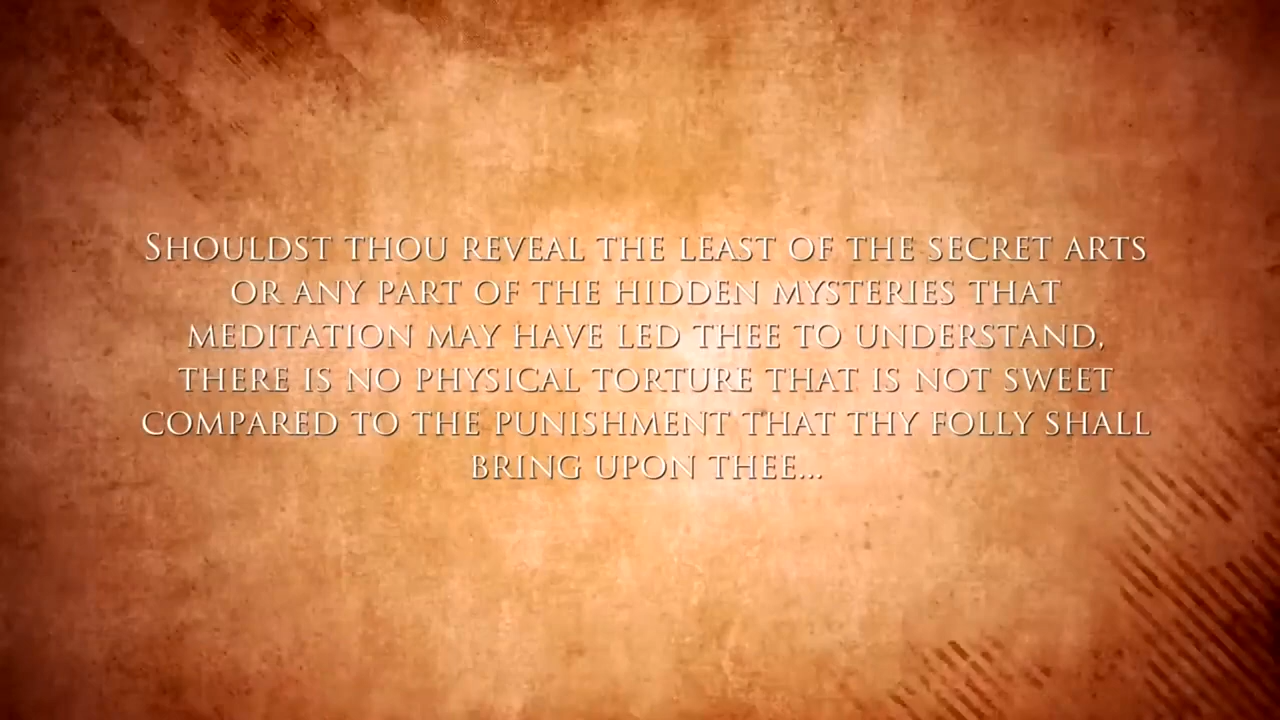 Shouldst thou reveal the least of the secret arts
or any part of the hidden mysteries that
meditation may have led thee to understand,
there is no physical torture that is not sweet
compared to the punishment that thy folly shall
bring upon thee...